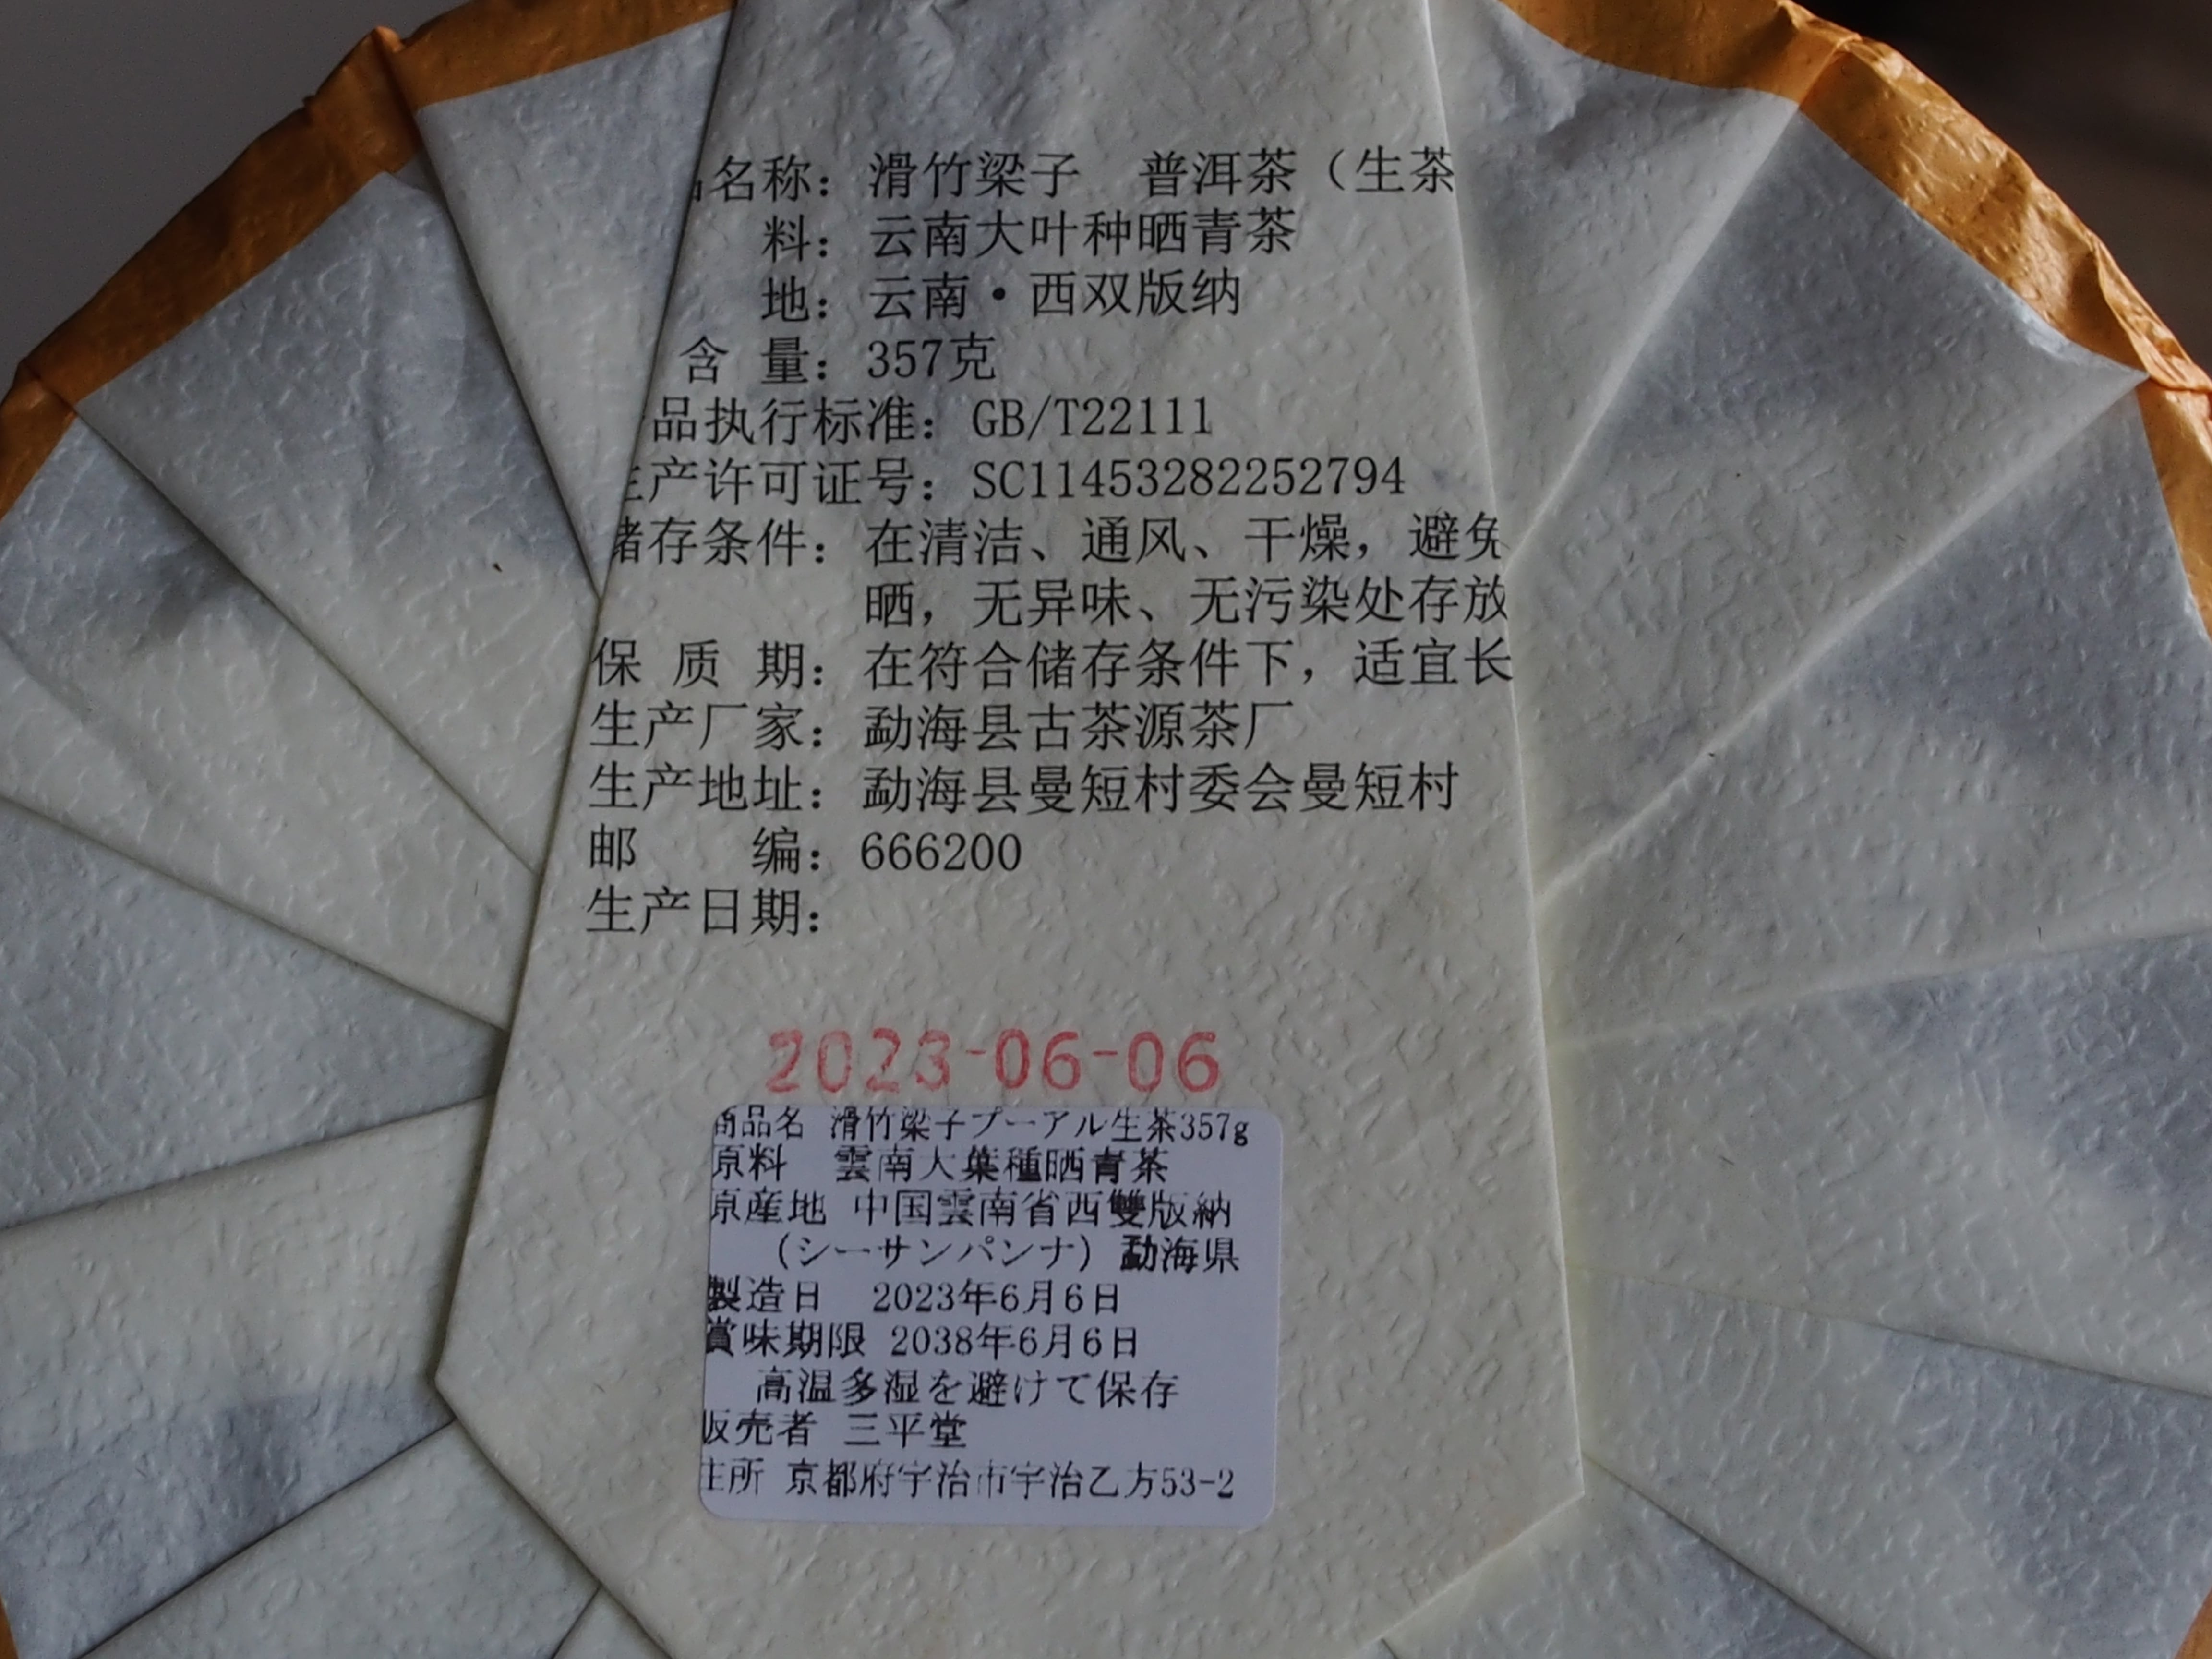 名称：滑竹梁子　普洱茶（生茶
料：云南大叶种晒青茶
地：云南·西双版纳
含 量：357克
品执行标准：GB/T22111
生产许可证号：SC11453282252794
储存条件：在清洁、通风、干燥，避免
晒，无异味、无污染处存放
保 质 期：在符合储存条件下，适宜长
生产厂家：勐海县古茶源茶厂
生产地址：勐海县曼短村委会曼短村
邮　　编：666200
生产日期：
2023-06-06
商品名 滑竹梁子プーアル生茶357g
原料　雲南大葉種晒青茶
原産地 中国雲南省西雙版納
（シーサンパンナ）勐海県
製造日　2023年6月6日
賞味期限 2038年6月6日
高温多湿を避けて保存
販売者 三平堂
住所 京都府宇治市宇治乙方53-2